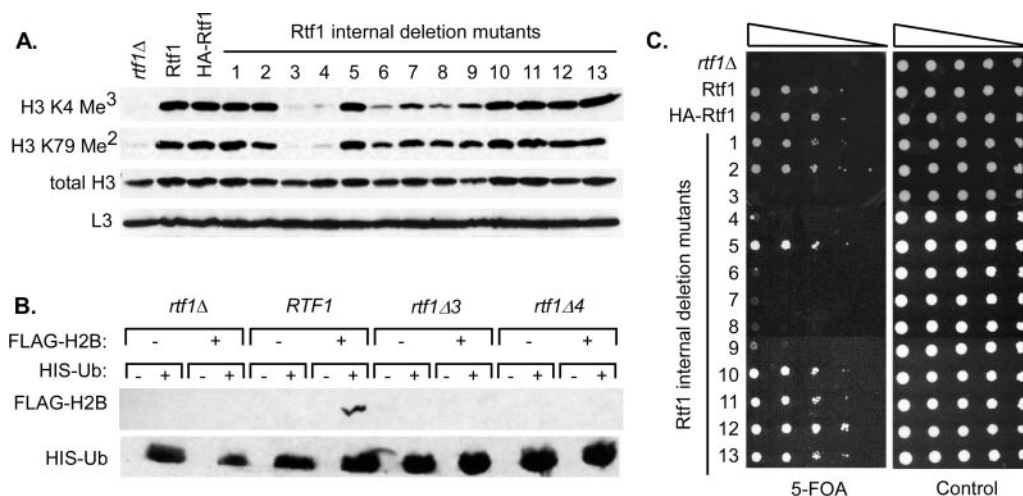 A.
rtf1Δ
Rtf1
HA-Rtf1
Rtf1 internal deletion mutants
1 2 3 4 5 6 7 8 9 10 11 12 13
H3 K4 Me3
H3 K79 Me2
total H3
L3
B.
rtf1Δ RTF1 rtf1Δ3 rtf1Δ4
FLAG-H2B: - + - + - + - +
HIS-Ub: - + - + - + - + - + - + - + - +
FLAG-H2B
HIS-Ub
C.
rtf1Δ
Rtf1
HA-Rtf1
Rtf1 internal deletion mutants
1
2
3
4
5
6
7
8
9
10
11
12
13
5-FOA Control